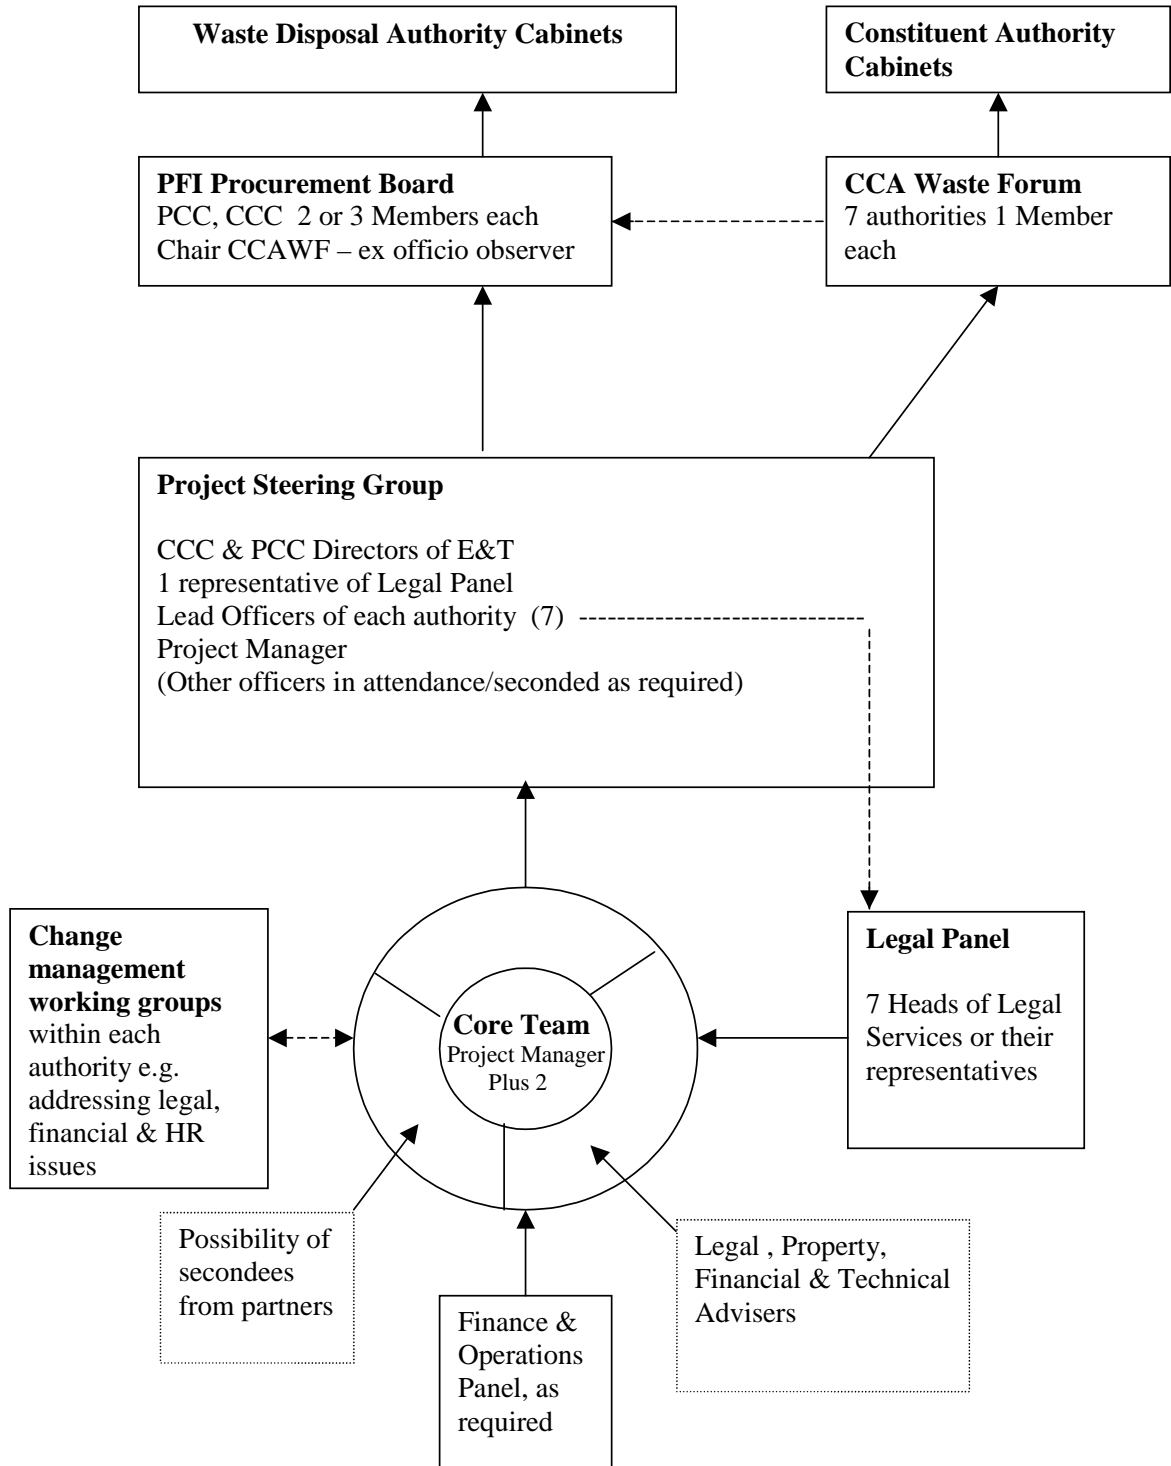 Waste Disposal Authority Cabinets
Constituent Authority
Cabinets
PFI Procurement Board
PCC, CCC  2 or 3 Members each
Chair CCAWF – ex officio observer
CCA Waste Forum
7 authorities 1 Member
each
Project Steering Group
CCC & PCC Directors of E&T
1 representative of Legal Panel
Lead Officers of each authority  (7)
Project Manager
(Other officers in attendance/seconded as required)
Change
management
working groups
within each
authority e.g.
addressing legal,
financial & HR
issues
Core Team
Project Manager
Plus 2
Legal Panel
7 Heads of Legal
Services or their
representatives
Possibility of
secondees
from partners
Finance &
Operations
Panel, as
required
Legal , Property,
Financial & Technical
Advisers